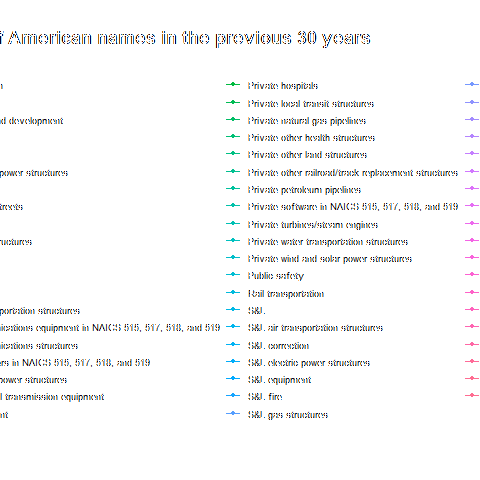 f American names in the previous 30 years
n
Private hospitals
Private local transit structures
nd development
Private natural gas pipelines
Private other health structures
Private other land structures
power structures
Private other railroad/track replacement structures
Private petroleum pipelines
treets
Private software in NAICS 515, 517, 518, and 519
Private turbines/steam engines
ructures
Private water transportation structures
Private wind and solar power structures
Public safety
Rail transportation
portation structures
S&L
ications equipment in NAICS 515, 517, 518, and 519
S&L air transportation structures
ications structures
S&L correction
ers in NAICS 515, 517, 518, and 519
S&L electric power structures
power structures
S&L equipment
l transmission equipment
S&L fire
nt
S&L gas structures